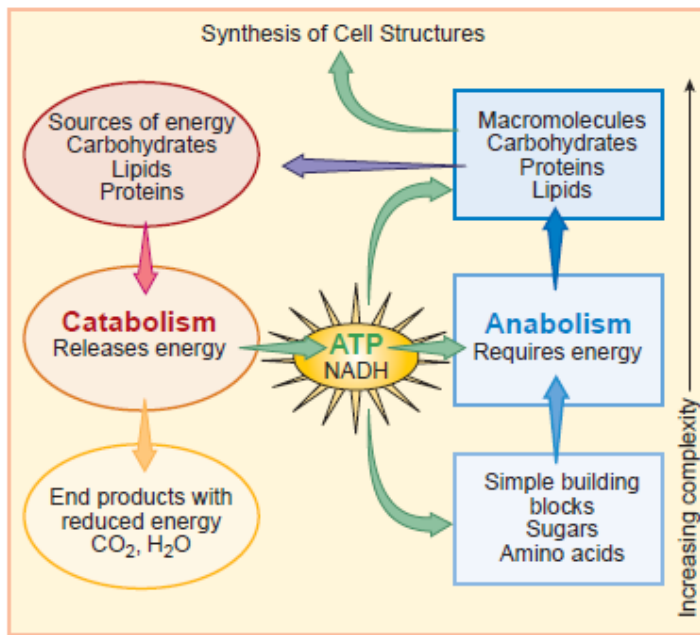 Synthesis of Cell Structures
Sources of energy
Carbohydrates
Lipids
Proteins
Macromolecules
Carbohydrates
Proteins
Lipids
Catabolism
Releases energy
ATP
NADH
Anabolism
Requires energy
End products with
reduced energy
CO₂, H₂O
Simple building
blocks
Sugars
Amino acids
Increasing complexity